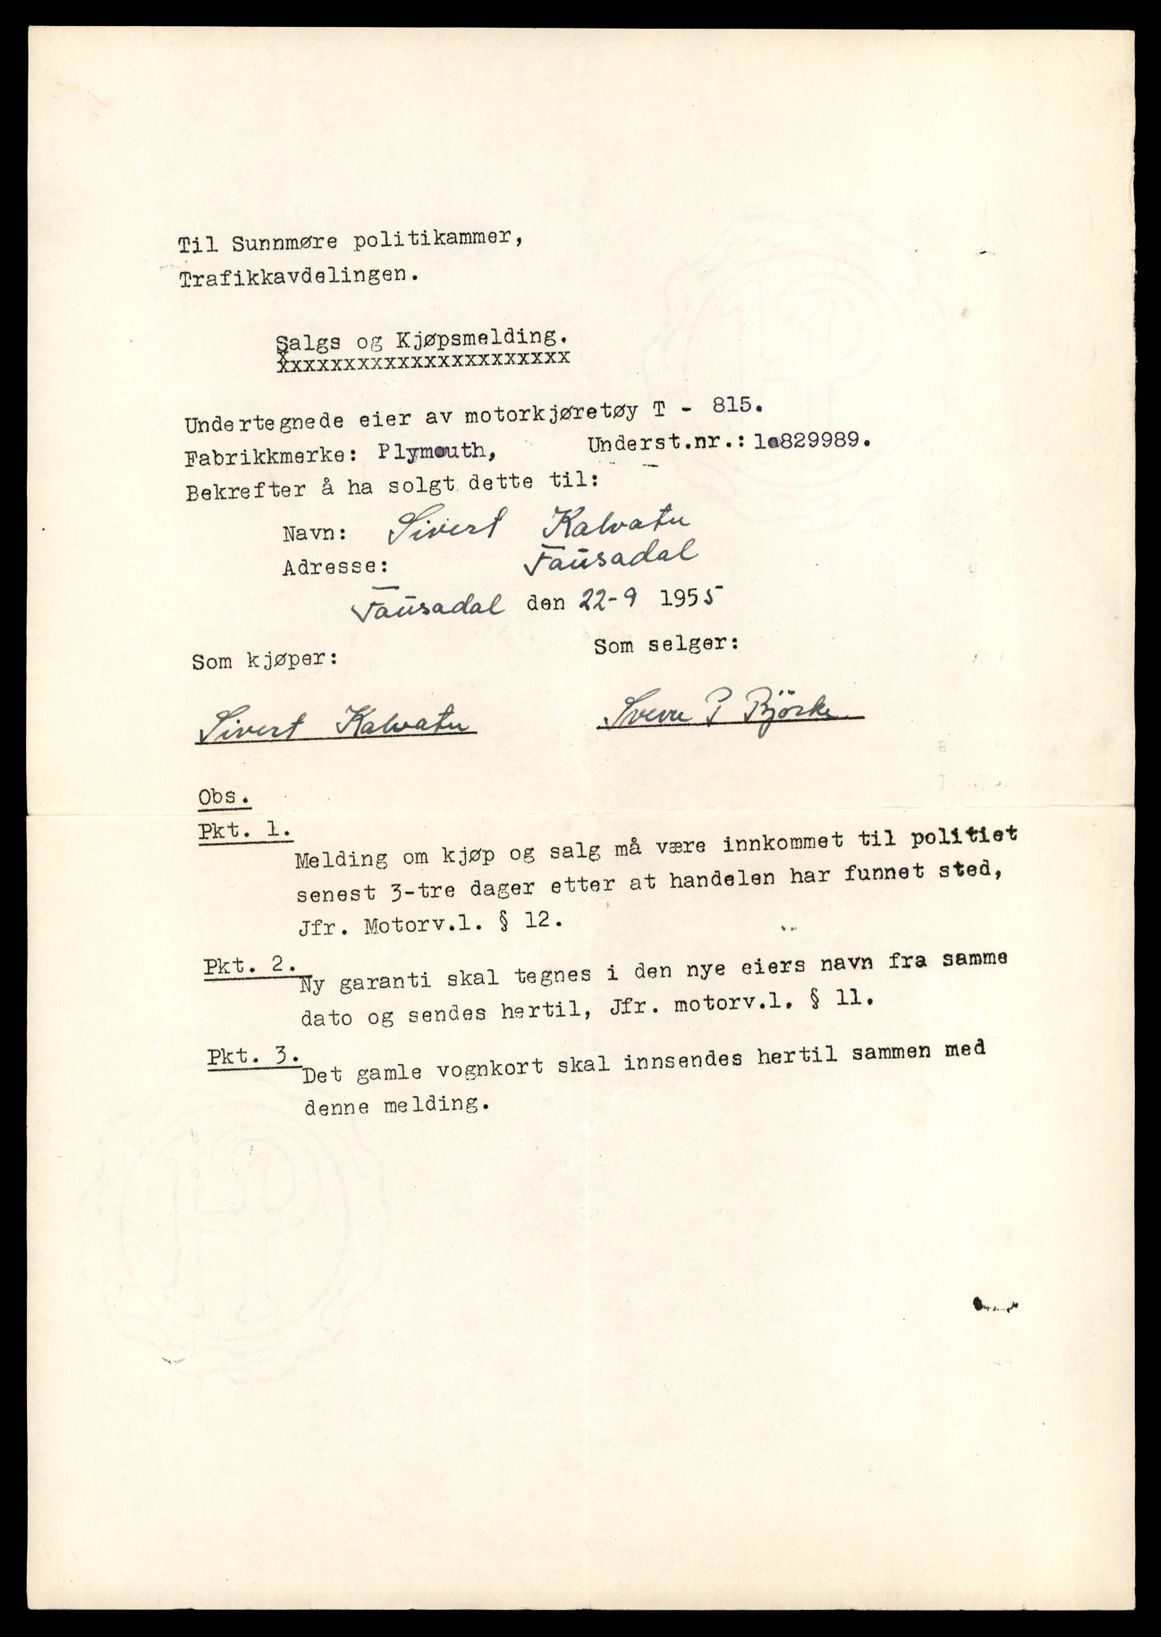 Til Sunnmøre politikammer,
Trafikkavdelingen.
Salgs og Kjøpsmelding.
xxxxxxxxxxxxxxxxxxxxxx
Undertegnede eier av motorkjøretøy T - 815.
Fabrikkmerke: Plymouth, Underst.nr.: 10829989.
Bekrefter å ha solgt dette til:
Navn: Sivert Kalvatn
Adresse: Fausadal
Fausadal den 22-9 1955
Som kjøper: Som selger:
Sivert Kalvatn Sverre P Björke
Obs.
Pkt. 1.
Melding om kjøp og salg må være innkommet til politiet
senest 3-tre dager etter at handelen har funnet sted,
Jfr. Motorv.l. § 12.
Pkt. 2.
Ny garanti skal tegnes i den nye eiers navn fra samme
dato og sendes hertil, Jfr. motorv.l. § 11.
Pkt. 3.
Det gamle vognkort skal innsendes hertil sammen med
denne melding.